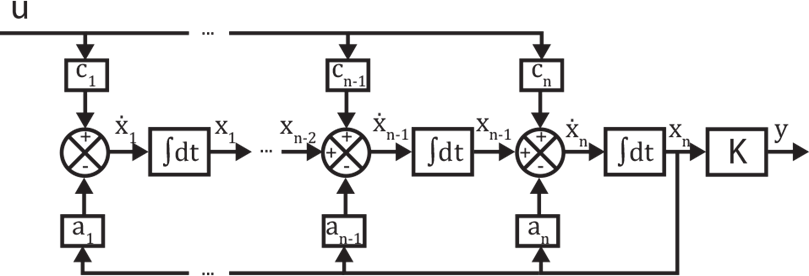 u
...
c₁ cₙ₋₁ cₙ
+ + +
ẋ₁ x₁ xₙ₋₂ ẋₙ₋₁ xₙ₋₁ ẋₙ xₙ y
∫dt ... + ∫dt + ∫dt K
- - -
a₁ aₙ₋₁ aₙ
...